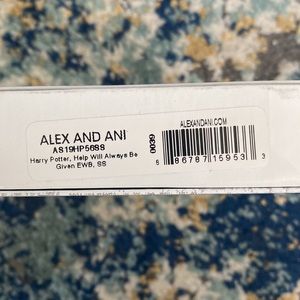 ALEX AND ANI
AS19HP56SS
Harry Potter, Help Will Always Be
Given EWB, SS
0039
ALEXANDANI.COM
6 86787 15953 3